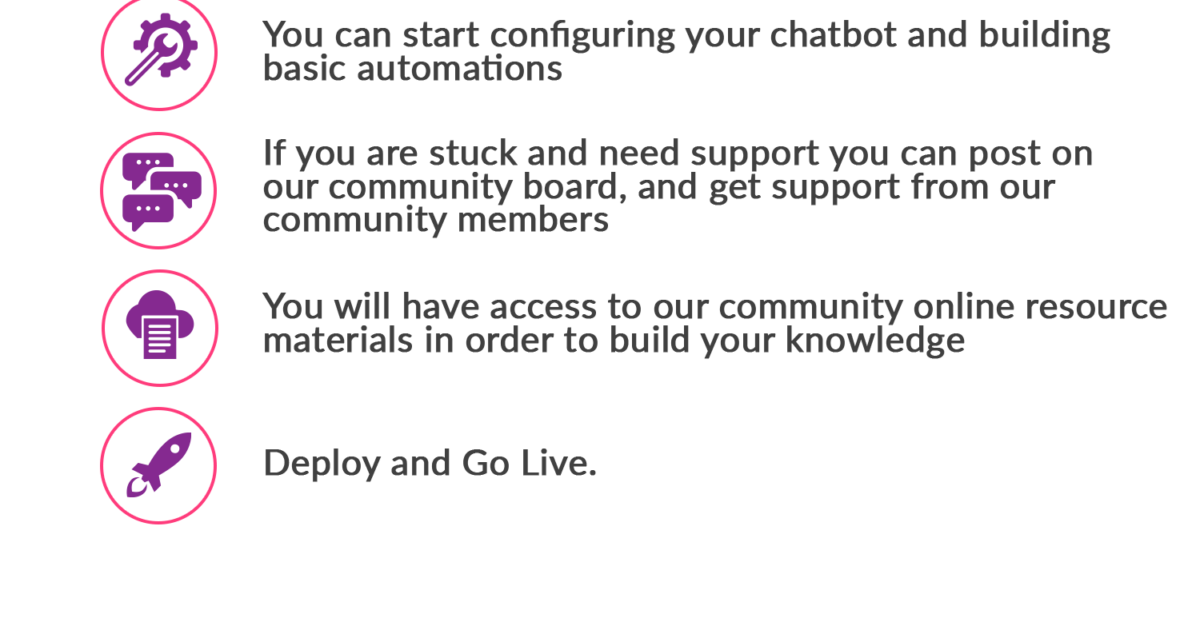 You can start configuring your chatbot and building
basic automations
If you are stuck and need support you can post on
our community board, and get support from our
community members
You will have access to our community online resource
materials in order to build your knowledge
Deploy and Go Live.